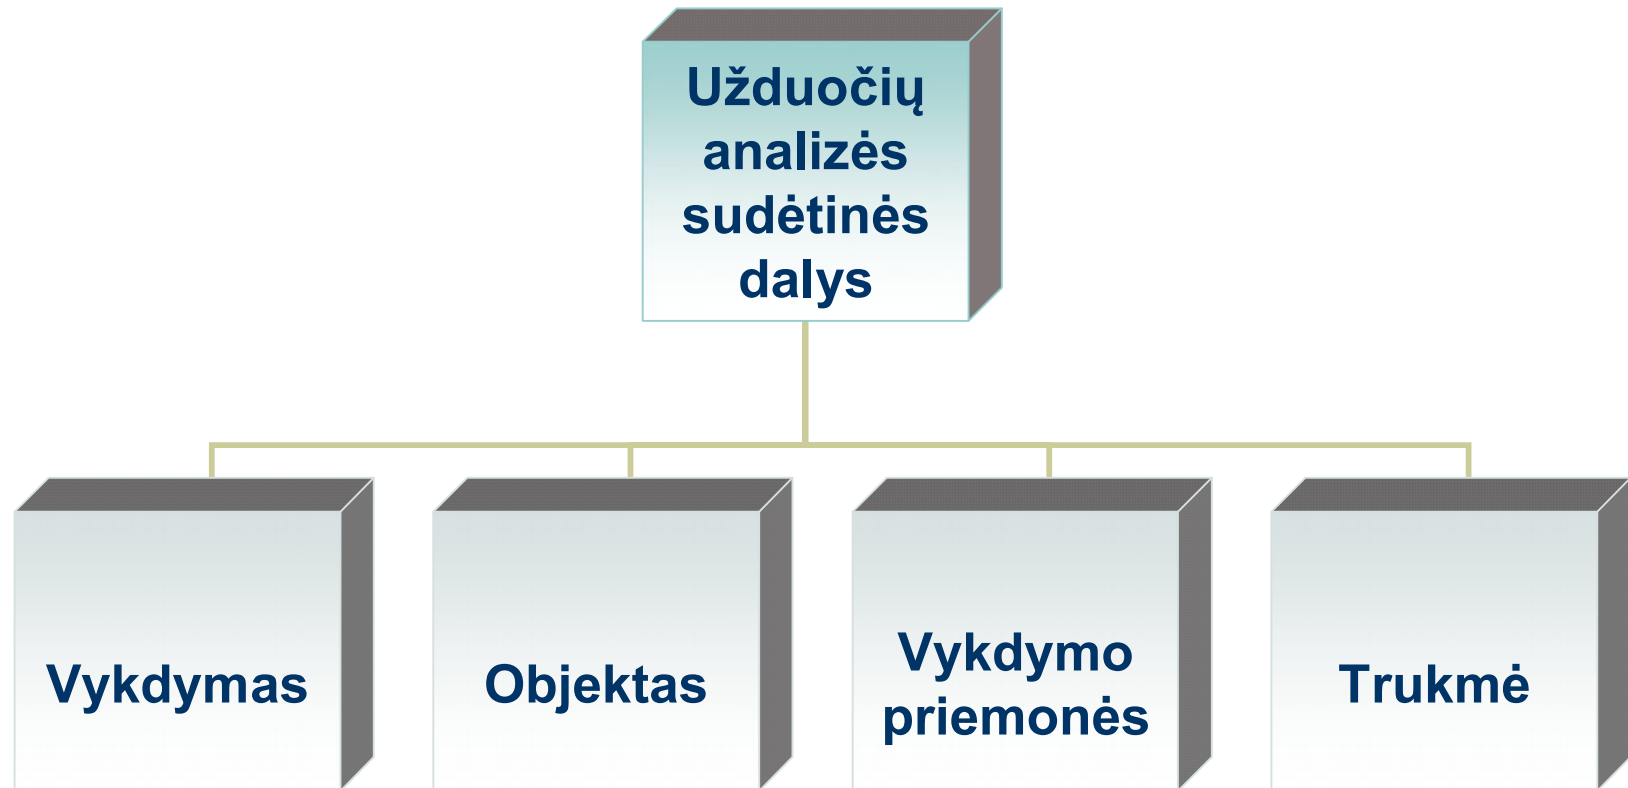 Užduočių
analizės
sudėtinės
dalys
Vykdymas
Objektas
Vykdymo
priemonės
Trukmė